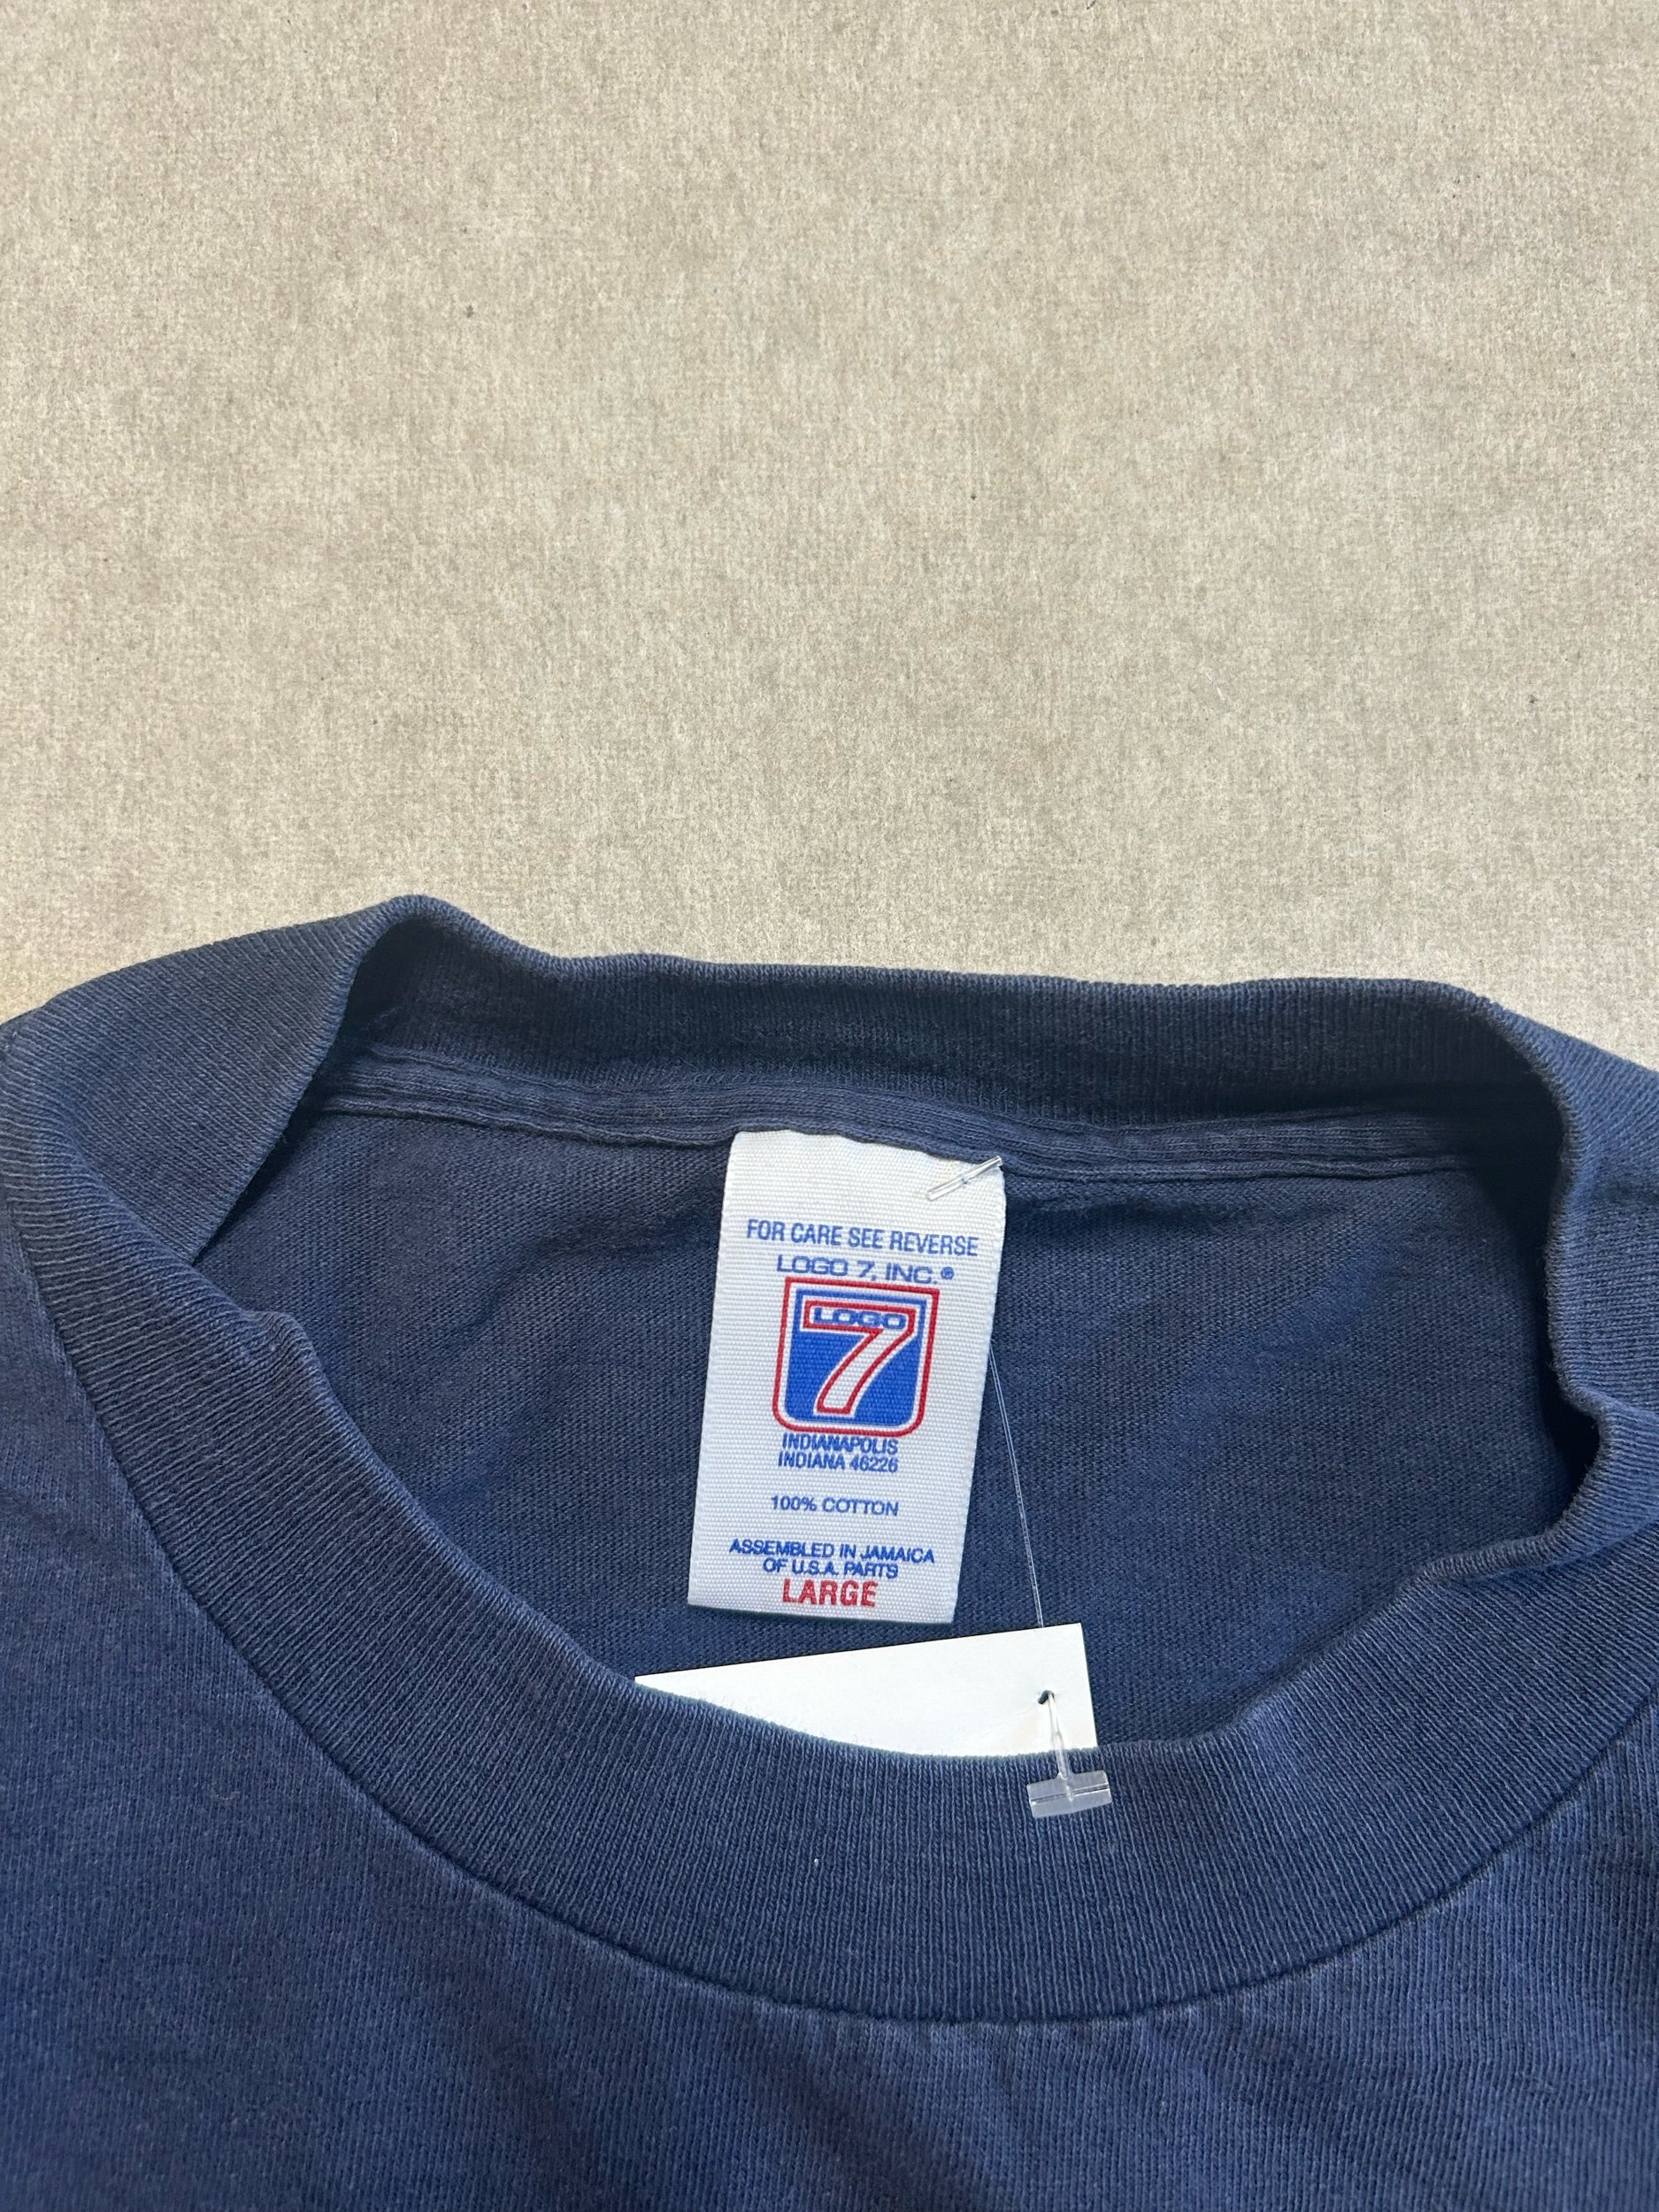 FOR CARE SEE REVERSE
LOGO 7, INC.®
LOGO
7
INDIANAPOLIS
INDIANA 46226
100% COTTON
ASSEMBLED IN JAMAICA
OF U.S.A. PARTS
LARGE